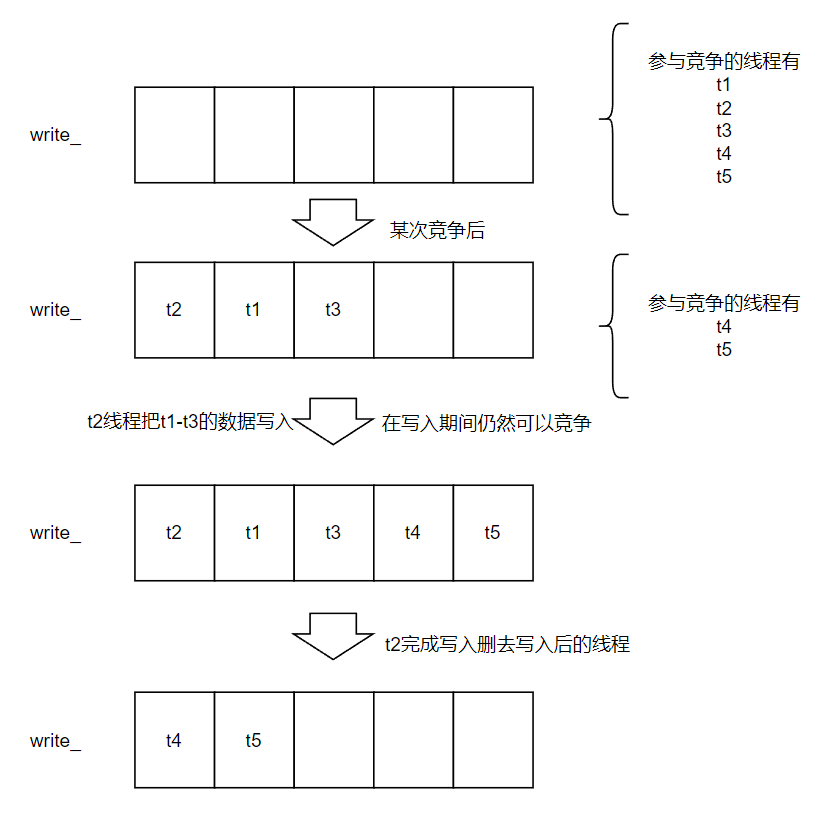 参与竞争的线程有
t1
t2
t3
t4
t5
write_
某次竞争后
write_
t2
t1
t3
参与竞争的线程有
t4
t5
t2线程把t1-t3的数据写入
在写入期间仍然可以竞争
write_
t2
t1
t3
t4
t5
t2完成写入删去写入后的线程
write_
t4
t5